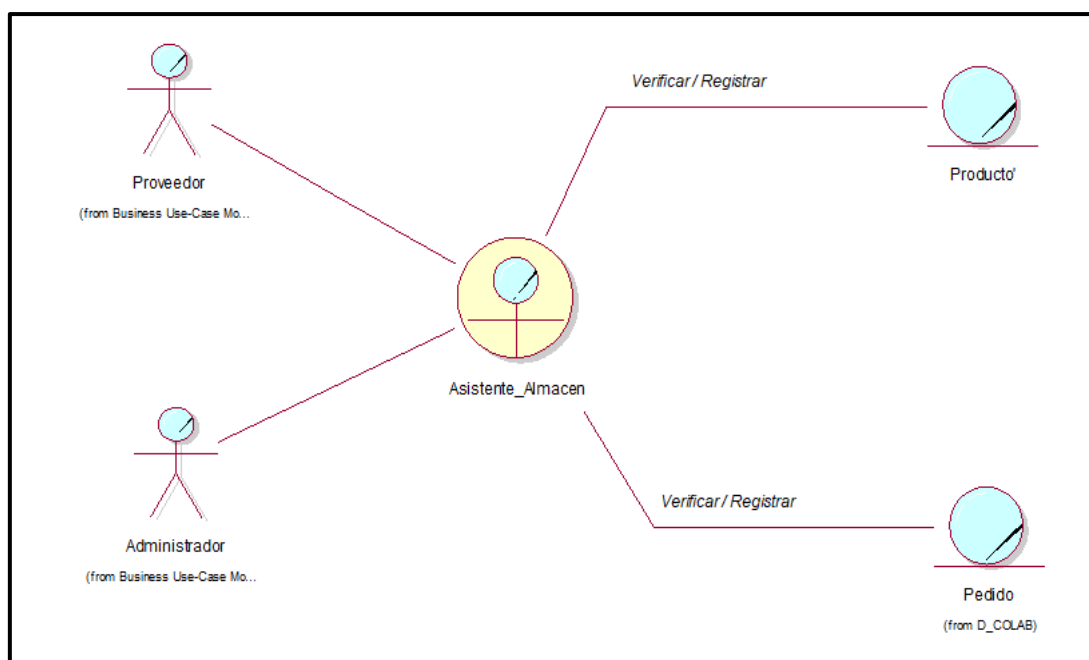 Verificar / Registrar
Proveedor
(from Business Use-Case Mo...
Producto'
Asistente_Almacen
Verificar / Registrar
Administrador
(from Business Use-Case Mo...
Pedido
(from D_COLAB)